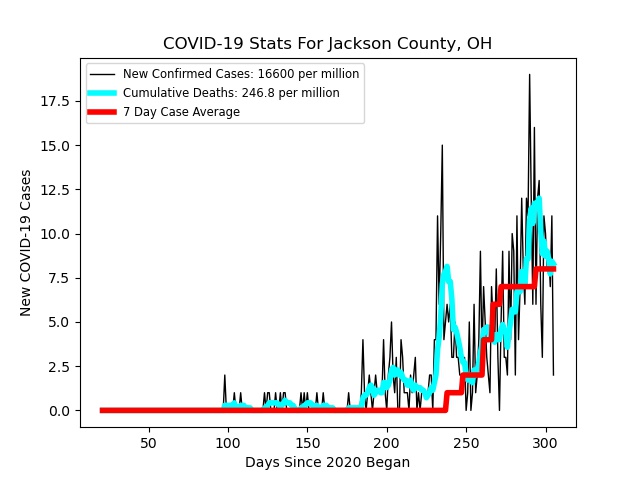 COVID-19 Stats For Jackson County, OH
New Confirmed Cases: 16600 per million
Cumulative Deaths: 246.8 per million
7 Day Case Average
New COVID-19 Cases
17.5
15.0
12.5
10.0
7.5
5.0
2.5
0.0
50 100 150 200 250 300
Days Since 2020 Began